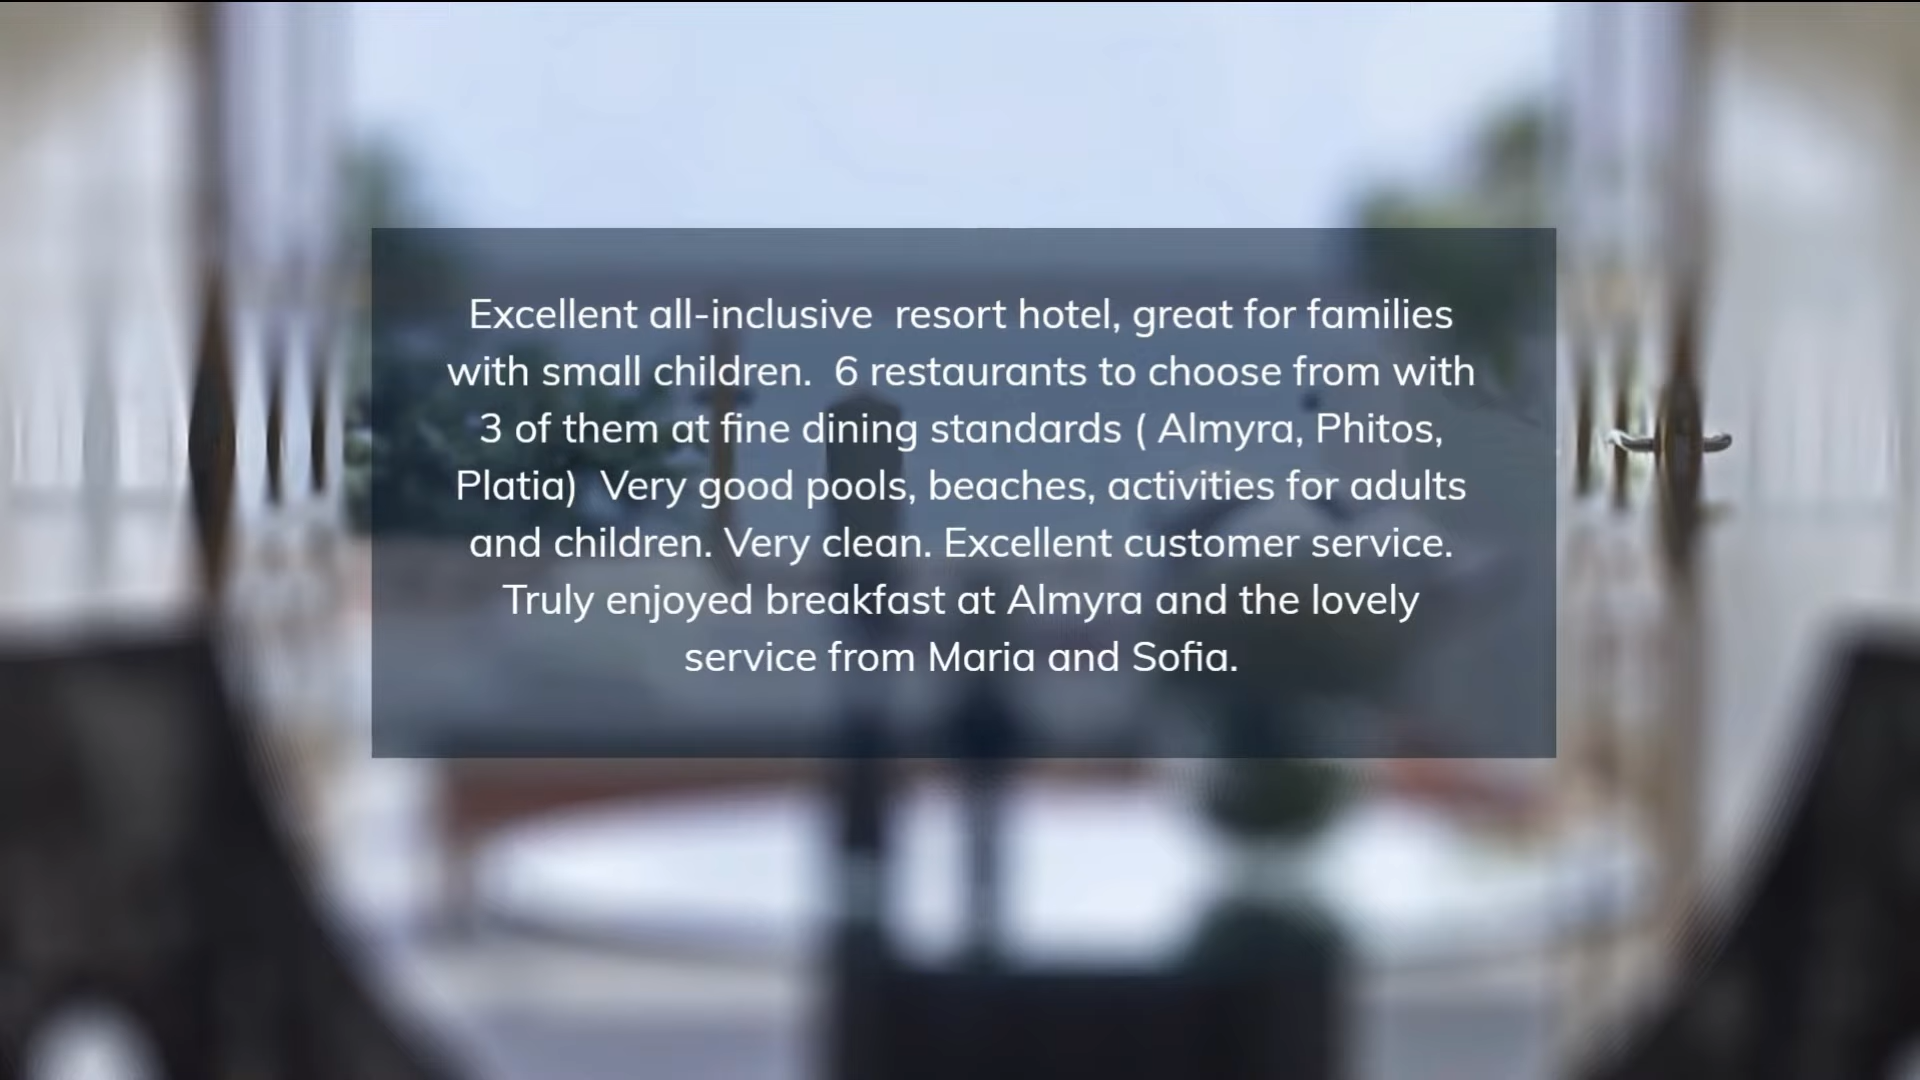 Excellent all-inclusive  resort hotel, great for families
with small children.  6 restaurants to choose from with
3 of them at fine dining standards ( Almyra, Phitos,
Platia)  Very good pools, beaches, activities for adults
and children. Very clean. Excellent customer service.
Truly enjoyed breakfast at Almyra and the lovely
service from Maria and Sofia.